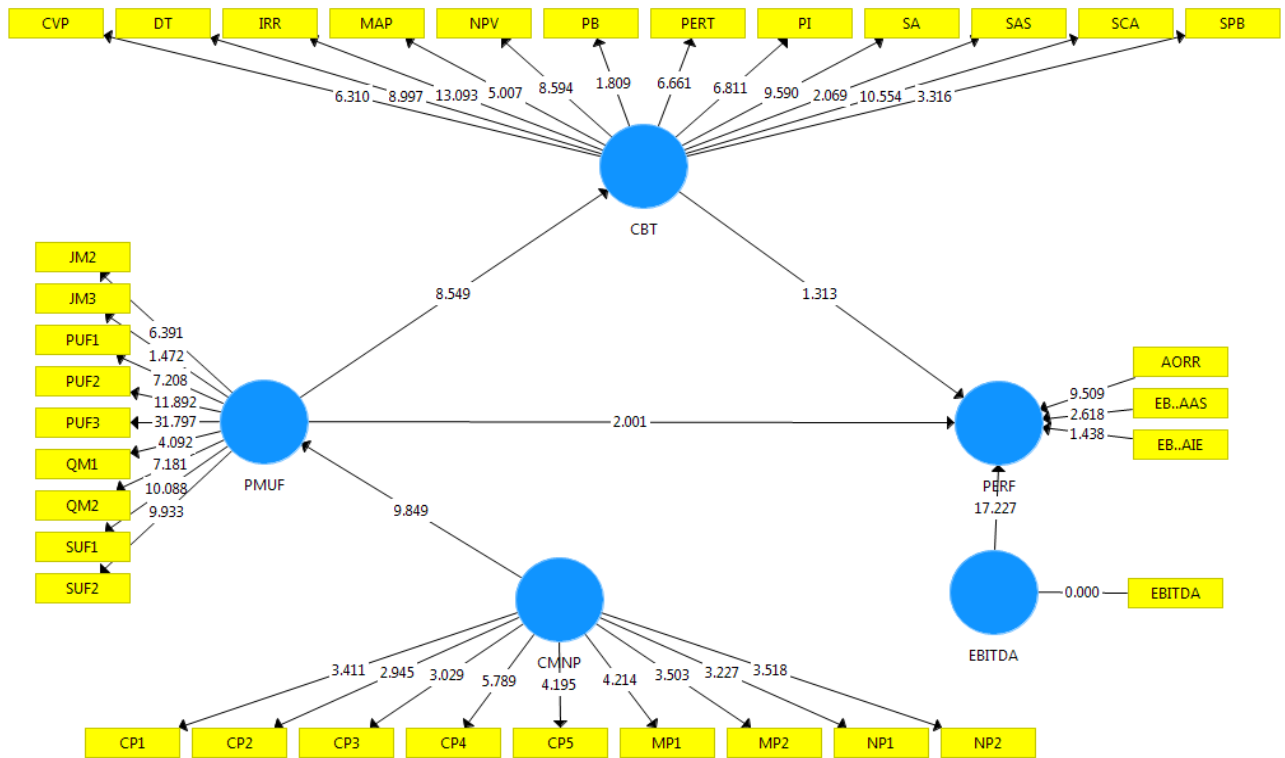 CVP DT IRR MAP NPV PB PERT PI SA SAS SCA SPB
6.310 8.997 13.093 5.007 8.594 1.809 6.661 6.811 9.590 2.069 10.554 3.316
CBT
JM2
JM3
PUF1
PUF2
PUF3
QM1
QM2
SUF1
SUF2
6.391
1.472
7.208
11.892
31.797
4.092
7.181
10.088
9.933
PMUF
8.549
1.313
2.001
9.849
AORR
EB..AAS
EB..AIE
9.509
2.618
1.438
PERF
17.227
0.000
EBITDA
EBITDA
CMNP
3.411 2.945 3.029 5.789 4.195 4.214 3.503 3.227 3.518
CP1 CP2 CP3 CP4 CP5 MP1 MP2 NP1 NP2